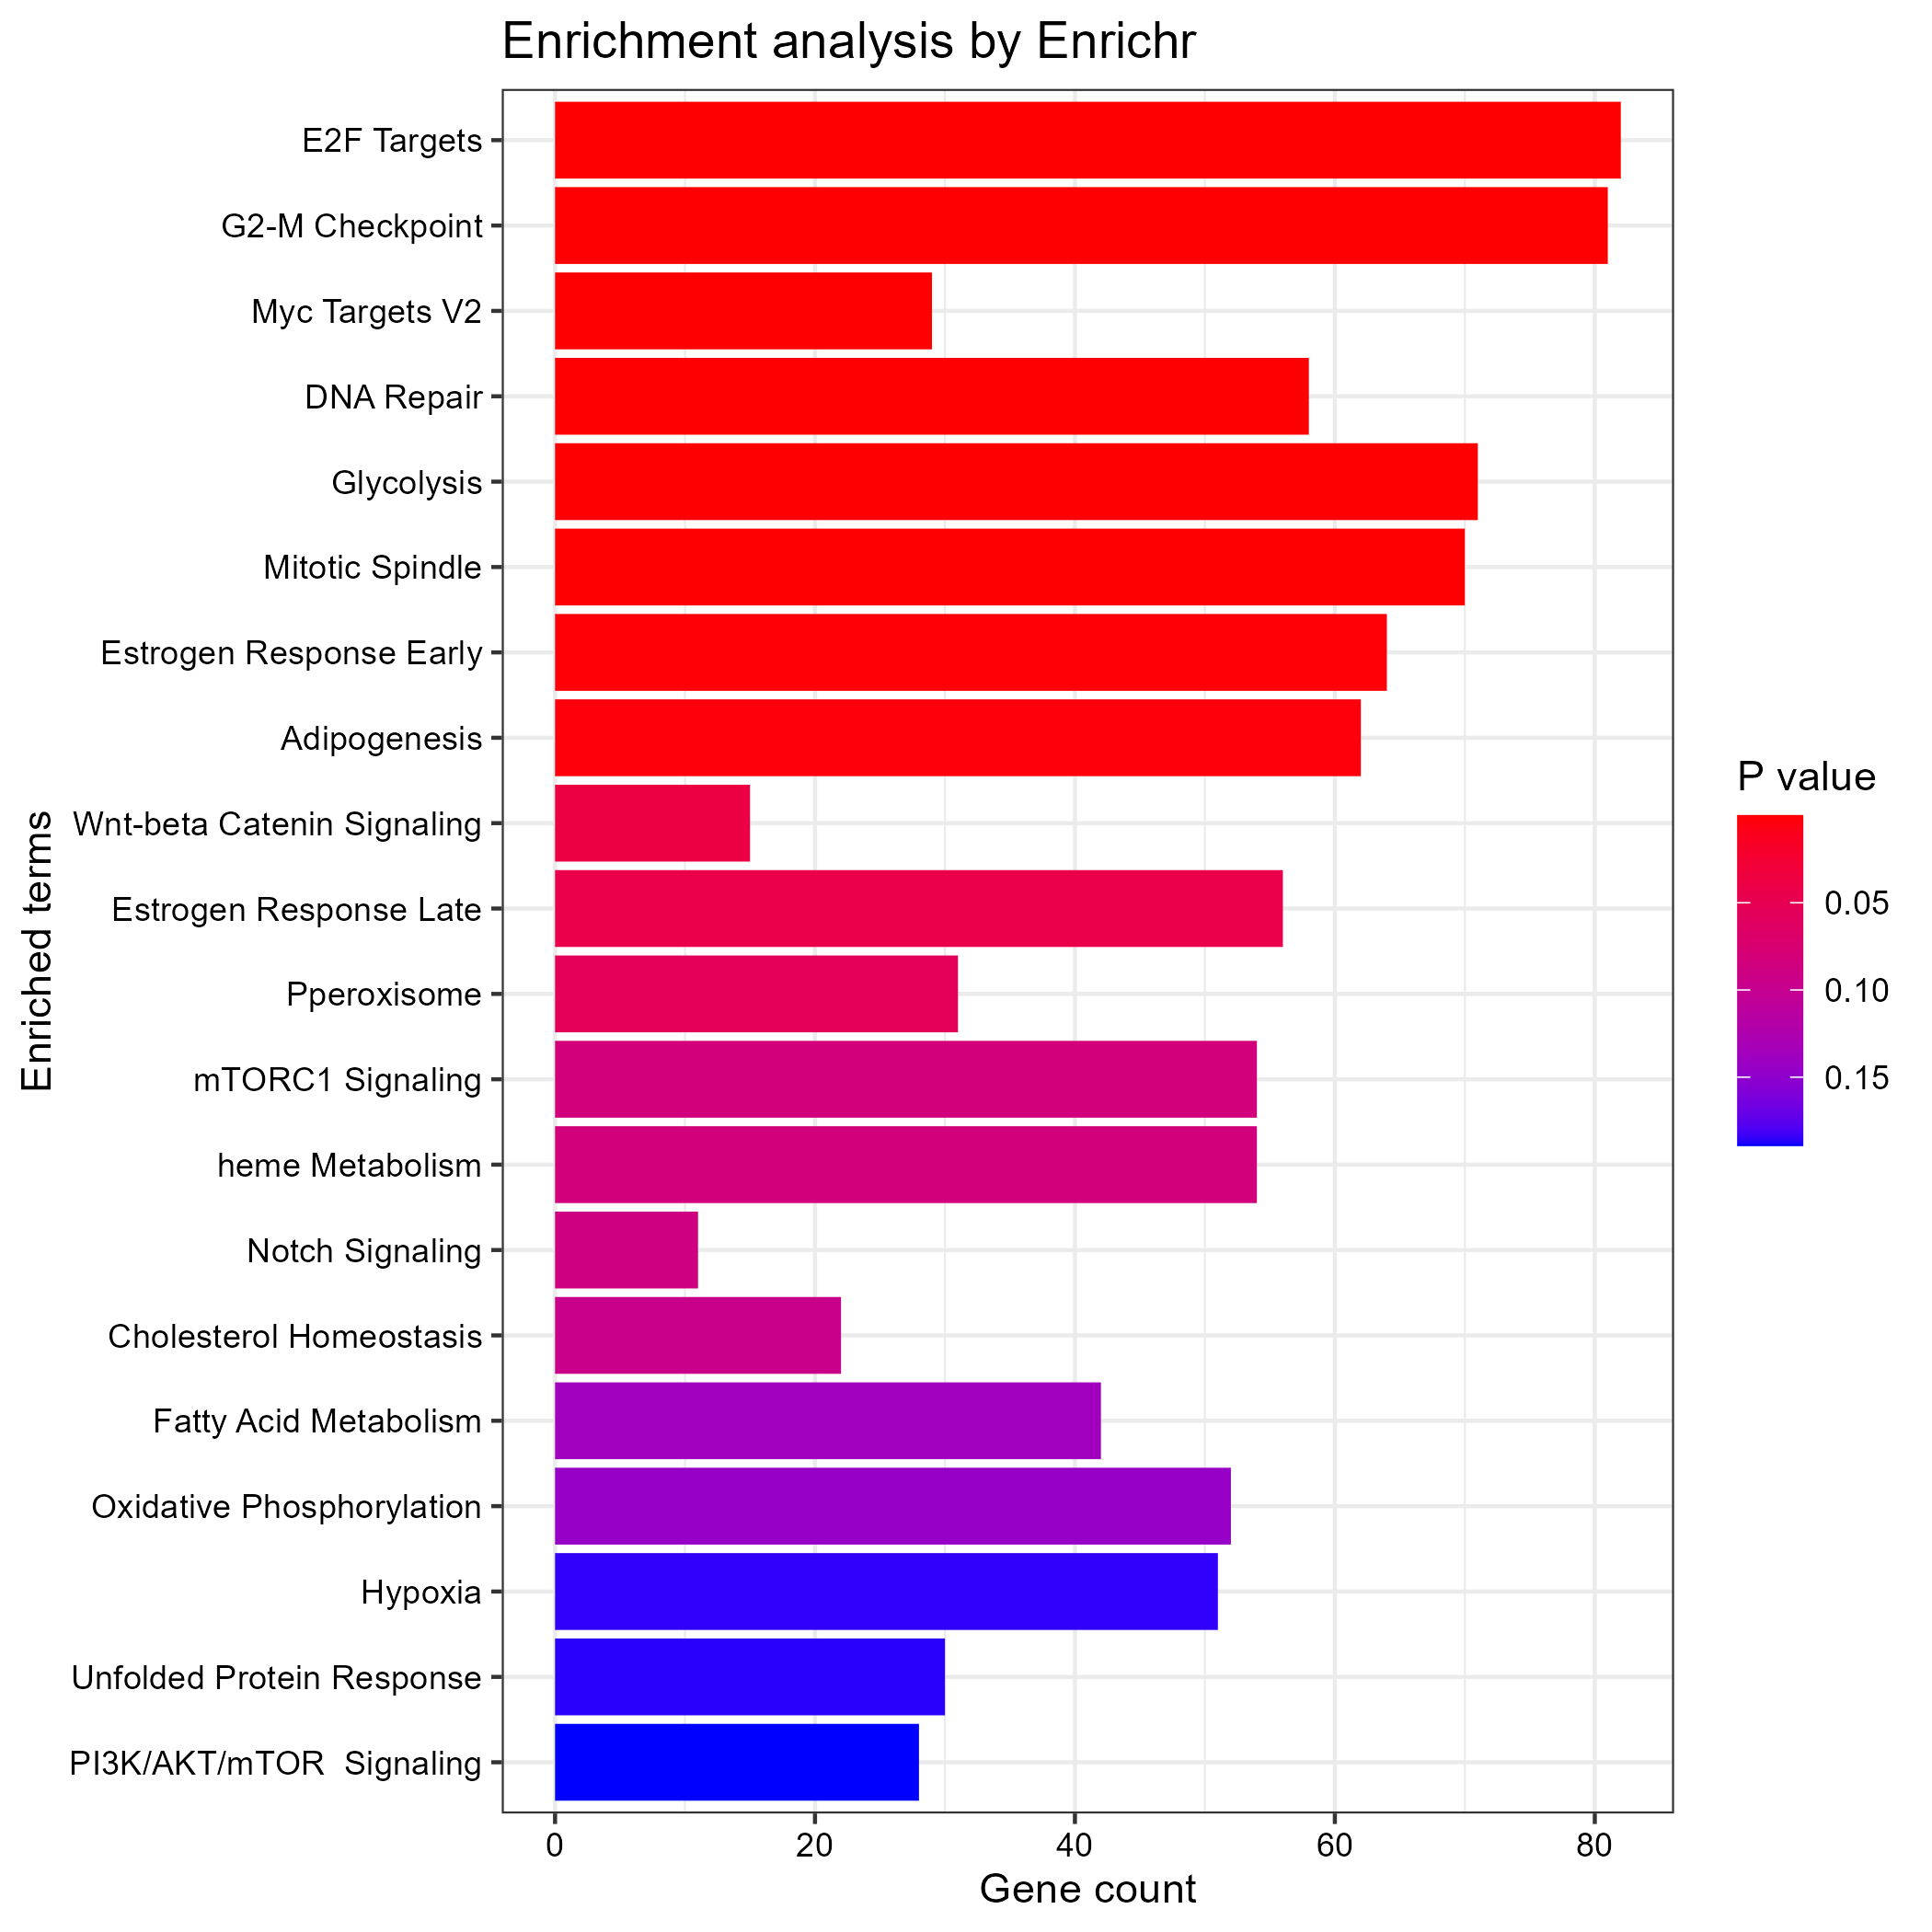 Enrichment analysis by Enrichr
Enriched terms
E2F Targets
G2-M Checkpoint
Myc Targets V2
DNA Repair
Glycolysis
Mitotic Spindle
Estrogen Response Early
Adipogenesis
Wnt-beta Catenin Signaling
Estrogen Response Late
Pperoxisome
mTORC1 Signaling
heme Metabolism
Notch Signaling
Cholesterol Homeostasis
Fatty Acid Metabolism
Oxidative Phosphorylation
Hypoxia
Unfolded Protein Response
PI3K/AKT/mTOR  Signaling
0 20 40 60 80
Gene count
P value
0.05
0.10
0.15